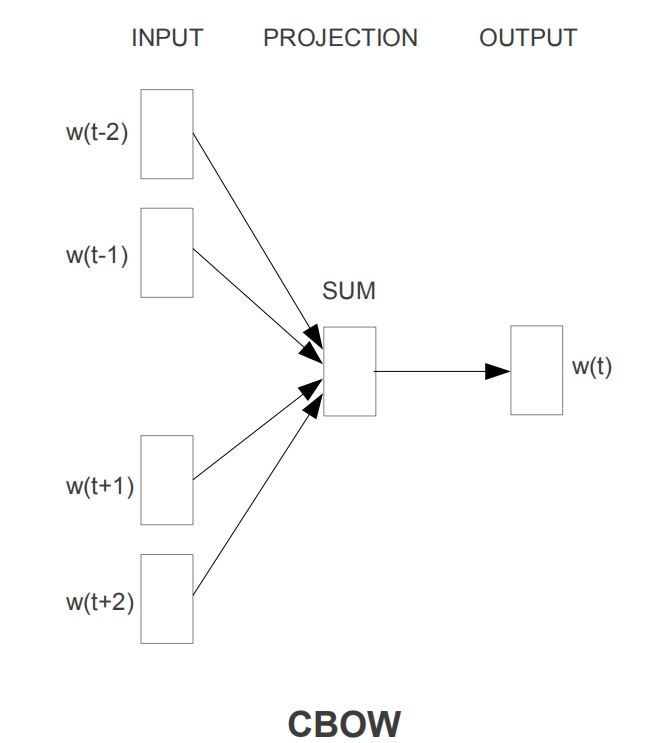 INPUT PROJECTION OUTPUT
w(t-2)
w(t-1)
SUM
w(t)
w(t+1)
w(t+2)
CBOW